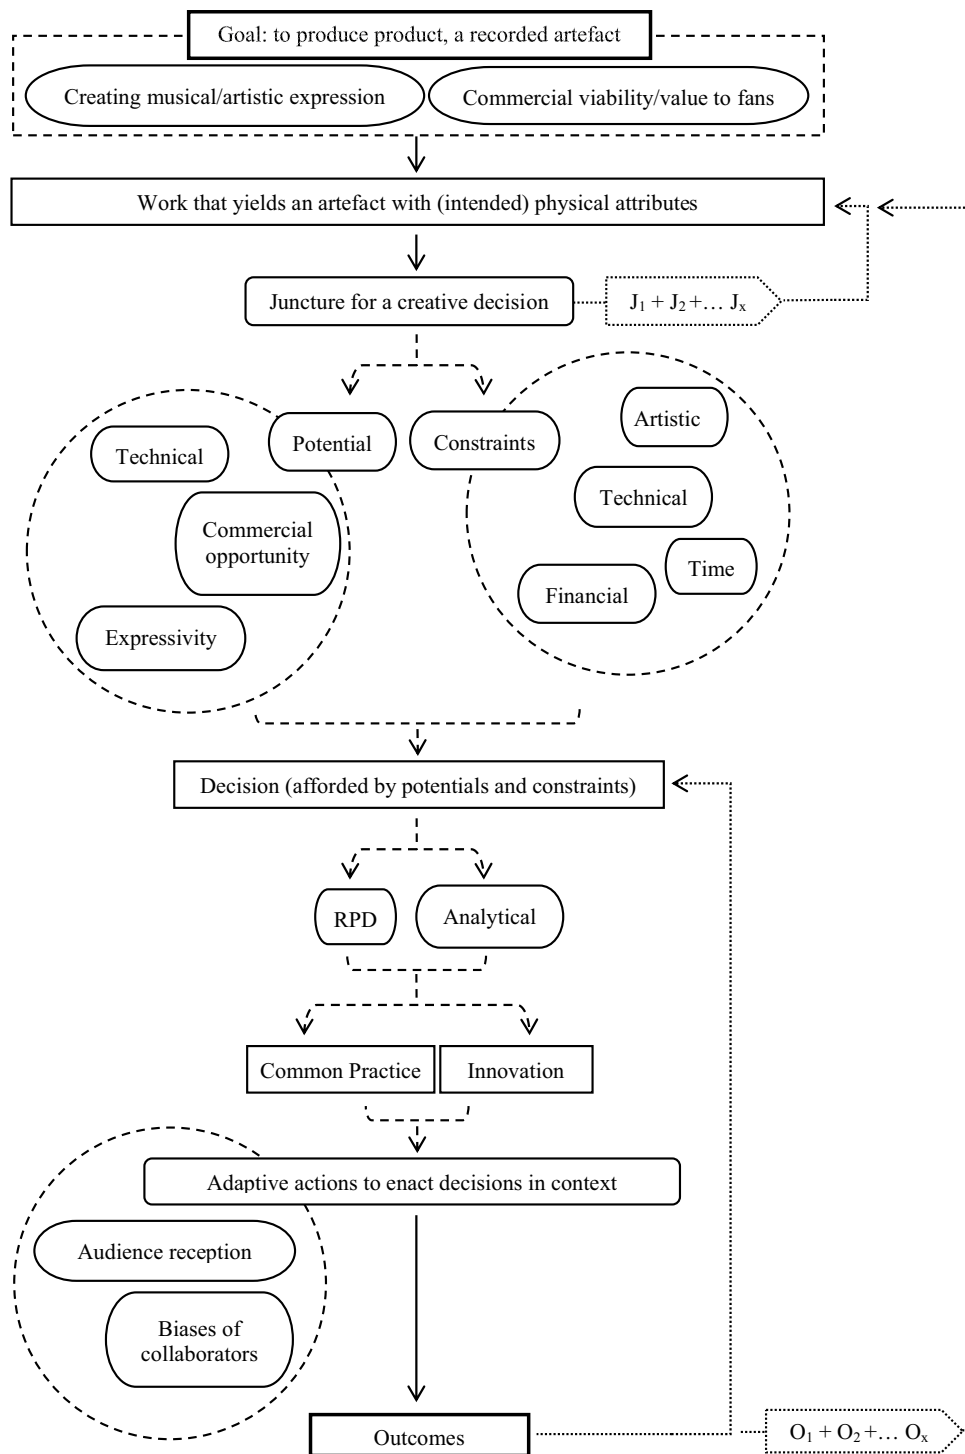 Goal: to produce product, a recorded artefact
Creating musical/artistic expression
Commercial viability/value to fans
Work that yields an artefact with (intended) physical attributes
Juncture for a creative decision
J₁ + J₂ +… Jₓ
Potential
Constraints
Technical
Commercial
opportunity
Expressivity
Artistic
Technical
Time
Financial
Decision (afforded by potentials and constraints)
RPD
Analytical
Common Practice
Innovation
Adaptive actions to enact decisions in context
Audience reception
Biases of
collaborators
Outcomes
O₁ + O₂ +… Oₓ